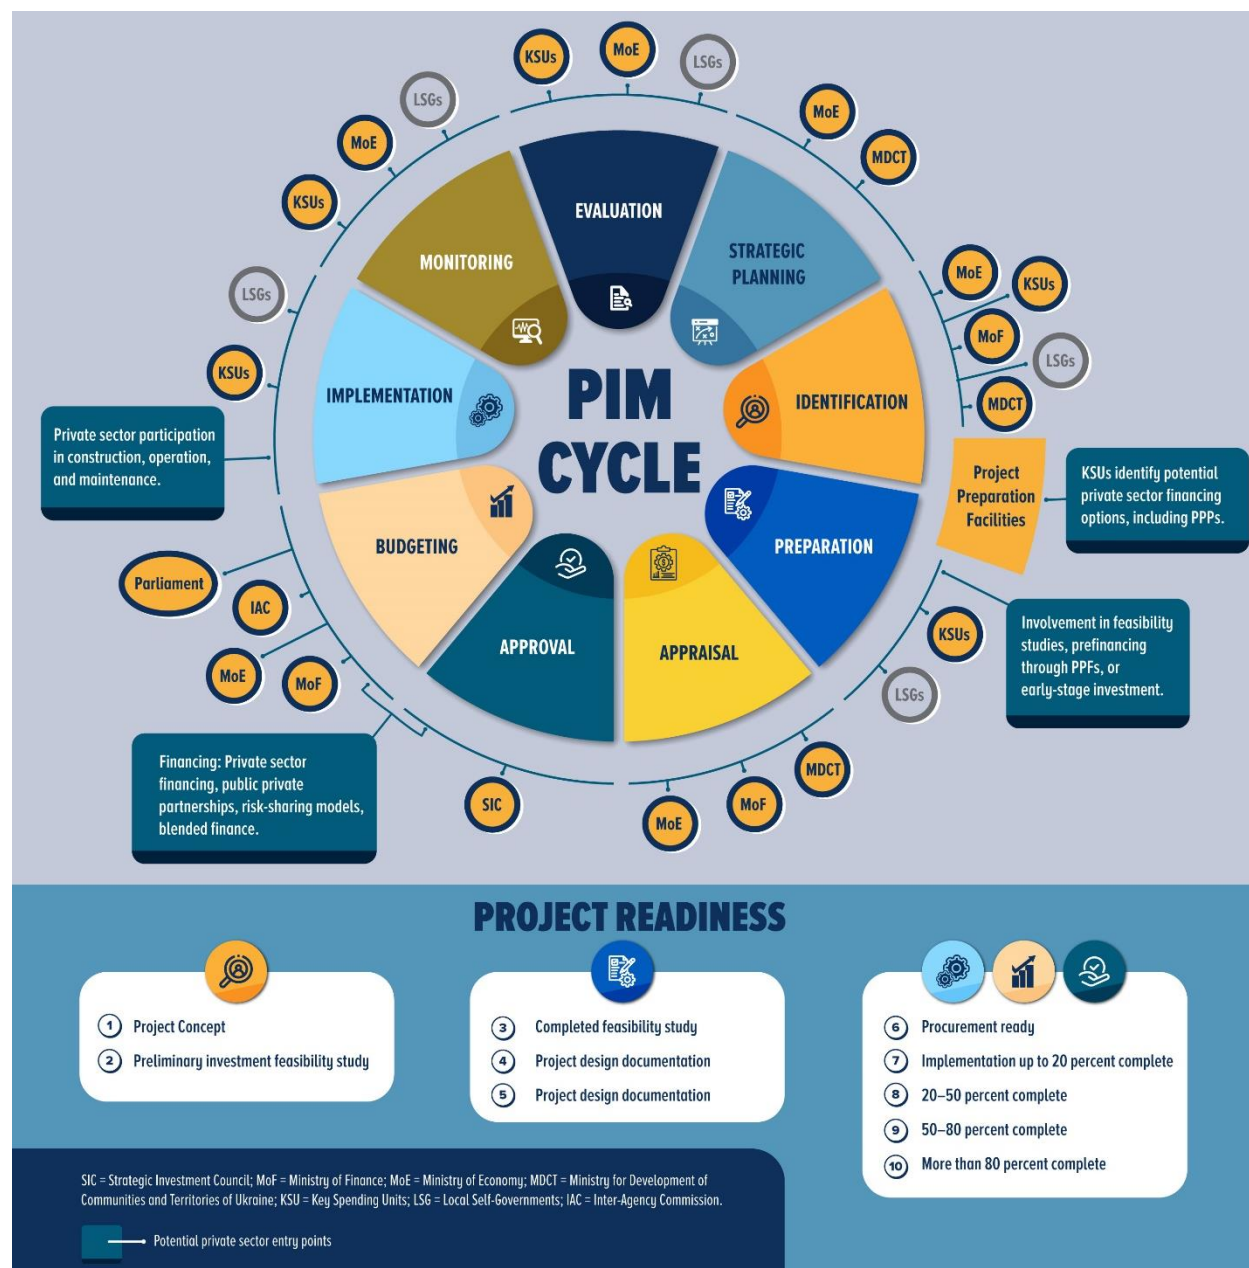 KSUs
MoE
LSGs
MoE
MDCT
MoE
KSUs
MoF
LSGs
MDCT
LSGs
MoE
KSUs
LSGs
KSUs
EVALUATION
STRATEGIC
PLANNING
MONITORING
IDENTIFICATION
IMPLEMENTATION
PIM
CYCLE
PREPARATION
BUDGETING
APPROVAL
APPRAISAL
Project
Preparation
Facilities
KSUs identify potential
private sector financing
options, including PPPs.
Private sector participation
in construction, operation,
and maintenance.
Involvement in feasibility
studies, prefinancing
through PPFs, or
early-stage investment.
KSUs
LSGs
Parliament
IAC
MoE
MoF
Financing: Private sector
financing, public private
partnerships, risk-sharing models,
blended finance.
SIC
MoE
MoF
MDCT
PROJECT READINESS
1 Project Concept
2 Preliminary investment feasibility study
3 Completed feasibility study
4 Project design documentation
5 Project design documentation
6 Procurement ready
7 Implementation up to 20 percent complete
8 20–50 percent complete
9 50–80 percent complete
10 More than 80 percent complete
SIC = Strategic Investment Council; MoF = Ministry of Finance; MoE = Ministry of Economy; MDCT = Ministry for Development of
Communities and Territories of Ukraine; KSU = Key Spending Units; LSG = Local Self-Governments; IAC = Inter-Agency Commission.
Potential private sector entry points